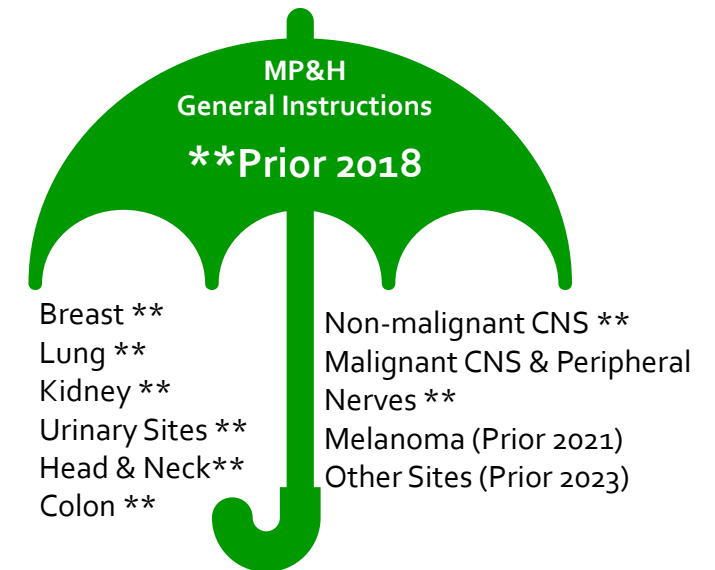 MP&H
General Instructions
**Prior 2018
Breast **
Lung **
Kidney **
Urinary Sites **
Head & Neck**
Colon **
Non-malignant CNS **
Malignant CNS & Peripheral
Nerves **
Melanoma (Prior 2021)
Other Sites (Prior 2023)